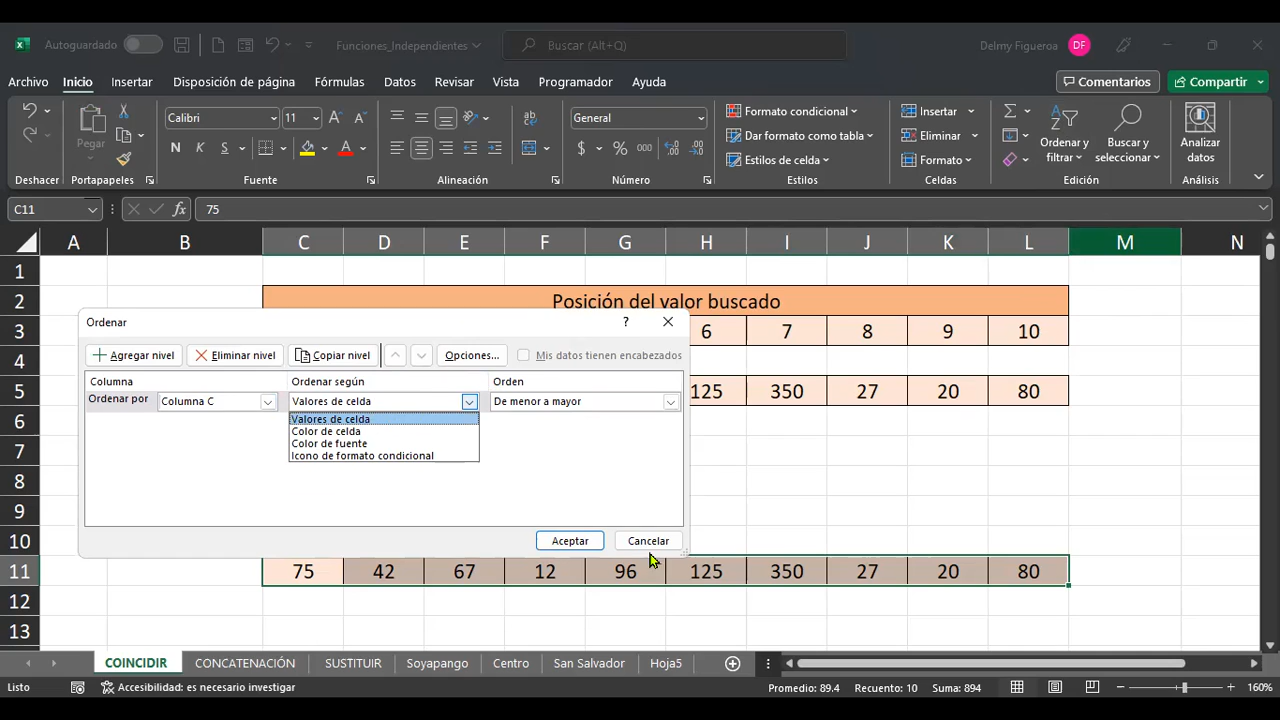 Autoguardado
Funciones_Independientes
Buscar (Alt+Q)
Delmy Figueroa
DF
Archivo Inicio Insertar Disposición de página Fórmulas Datos Revisar Vista Programador Ayuda
Comentarios
Compartir
Pegar
Calibri
11
N K S
A
ab
General
$ % 000
Formato condicional
Dar formato como tabla
Estilos de celda
Insertar
Eliminar
Formato
Ordenar y filtrar
Buscar y seleccionar
Analizar datos
Deshacer Portapapeles Fuente Alineación Número Estilos Celdas Edición Análisis
C11
fx
75
A B C D E F G H I J K L M N
1
2 Posición del valor buscado
3 6 7 8 9 10
4
5 125 350 27 20 80
6
7
8
9
10
11 75 42 67 12 96 125 350 27 20 80
12
13
Ordenar
?
Agregar nivel Eliminar nivel Copiar nivel Opciones... Mis datos tienen encabezados
Columna Ordenar según Orden
Ordenar por Columna C Valores de celda De menor a mayor
Valores de celda
Color de celda
Color de fuente
Icono de formato condicional
Aceptar Cancelar
COINCIDIR CONCATENACIÓN SUSTITUIR Soyapango Centro San Salvador Hoja5
Listo
Accesibilidad: es necesario investigar
Promedio: 89.4 Recuento: 10 Suma: 894
160%